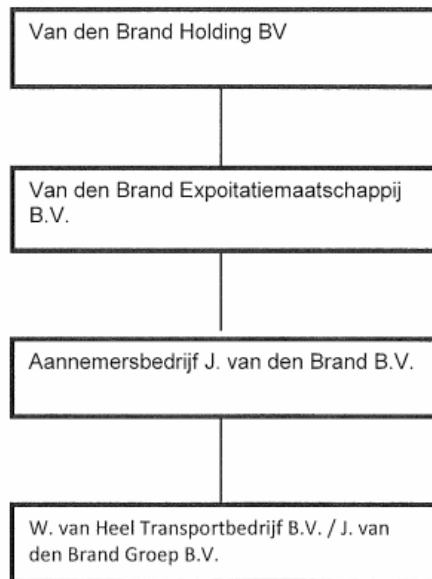 Van den Brand Holding BV
Van den Brand Expoitatiemaatschappij
B.V.
Aannemersbedrijf J. van den Brand B.V.
W. van Heel Transportbedrijf B.V. / J. van
den Brand Groep B.V.